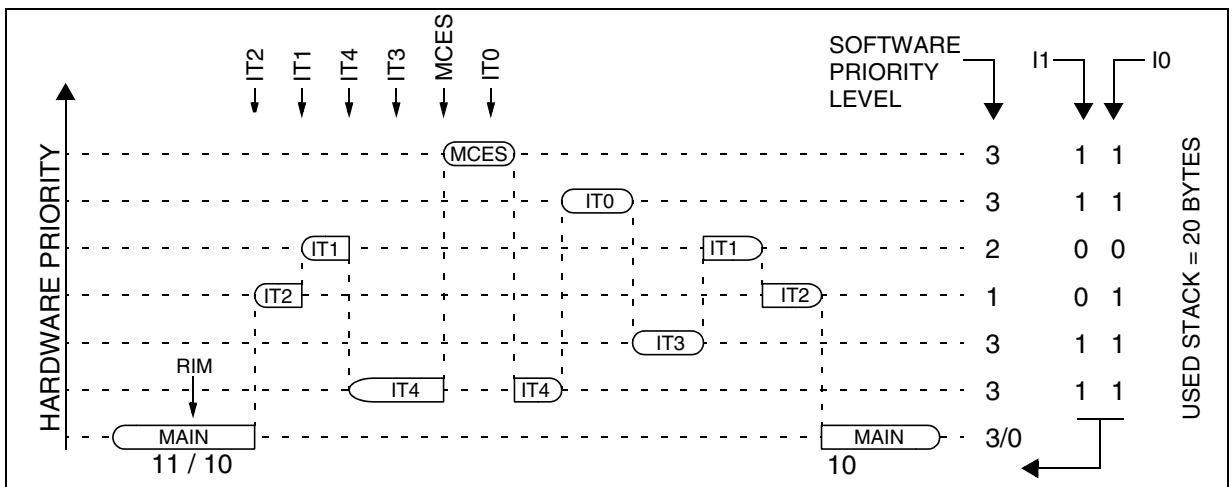 IT2
IT1
IT4
IT3
MCES
IT0
SOFTWARE
PRIORITY
LEVEL
I1
I0
HARDWARE PRIORITY
MCES
3
1 1
IT0
3
1 1
IT1
IT1
2
0 0
IT2
IT2
1
0 1
IT3
3
1 1
RIM
IT4
IT4
3
1 1
MAIN
MAIN
3/0
11 / 10
10
USED STACK = 20 BYTES